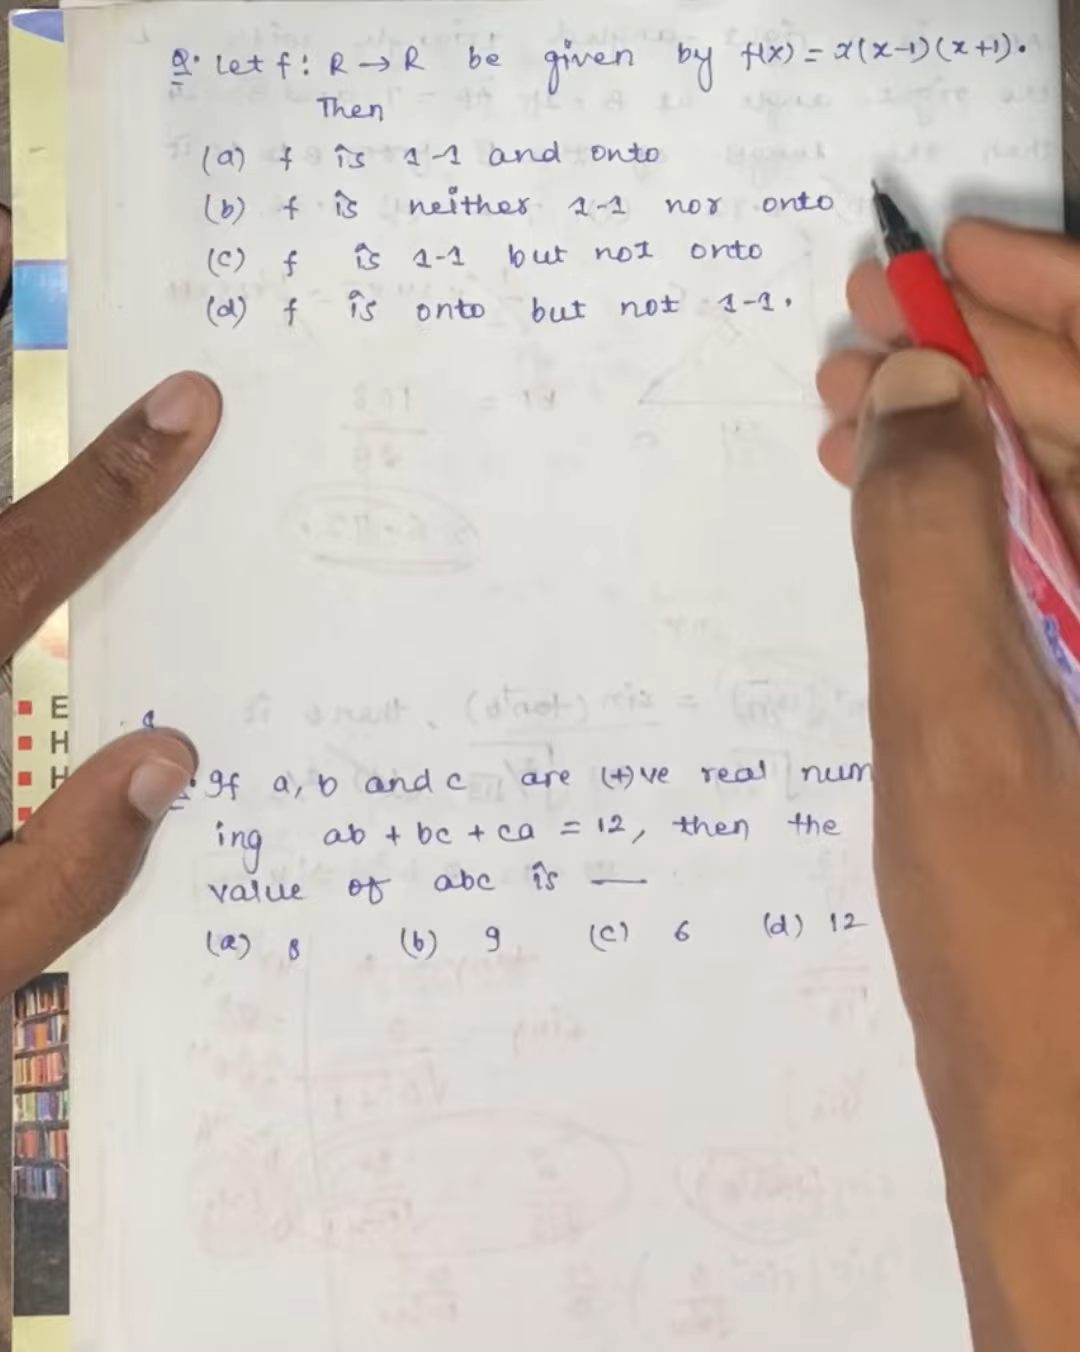 Q. Let f : R → R be given by f(x) = x(x-1)(x+1).
Then
(a) f is 1-1 and onto
(b) f is neither 1-1 nor onto
(c) f is 1-1 but not onto
(d) f is onto but not 1-1.
If a, b and c are (+)ve real num
ing ab + bc + ca = 12, then the
value of abc is —
(a) 8 (b) 9 (c) 6 (d) 12
E
H
H